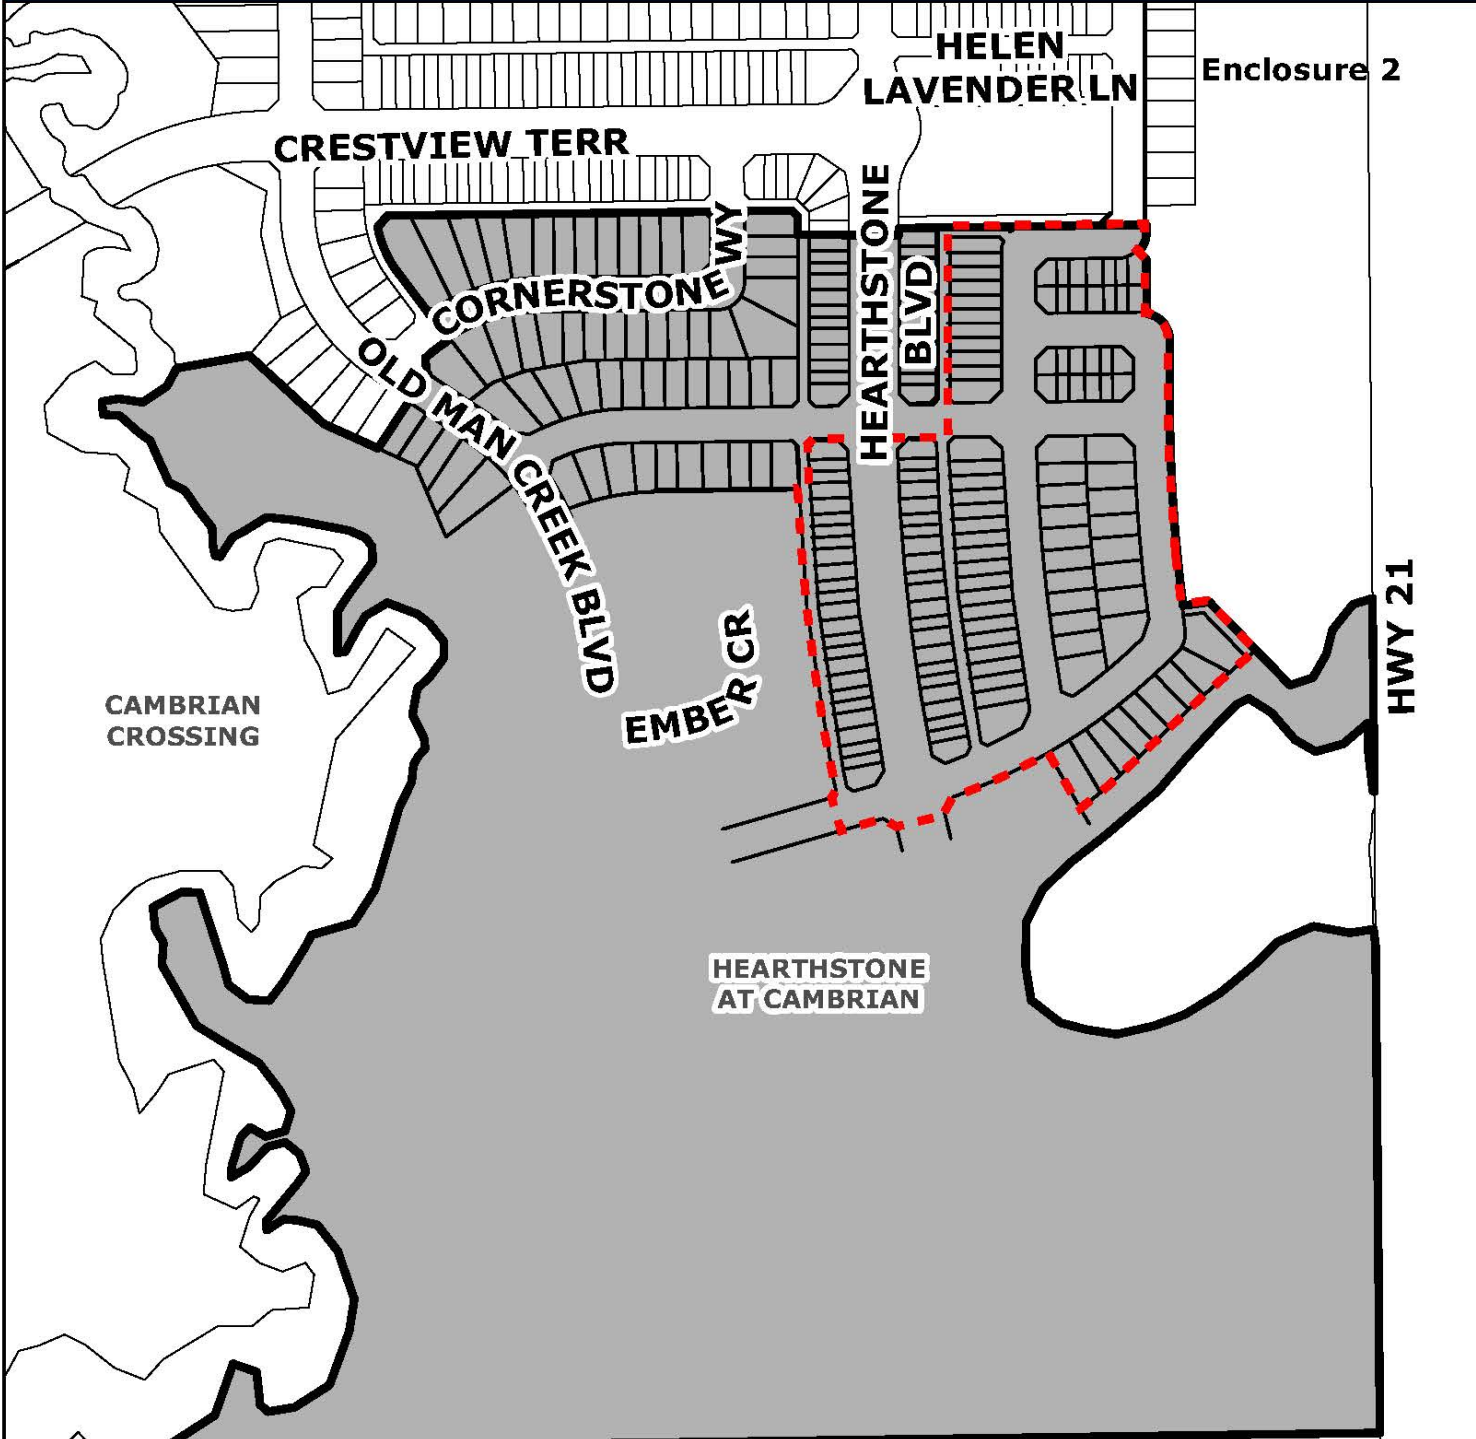 HELEN
LAVENDER LN
Enclosure 2
CRESTVIEW TERR
CORNERSTONE WY
HEARTHSTONE
BLVD
OLD MAN CREEK BLVD
EMBER CR
HWY 21
CAMBRIAN
CROSSING
HEARTHSTONE
AT CAMBRIAN